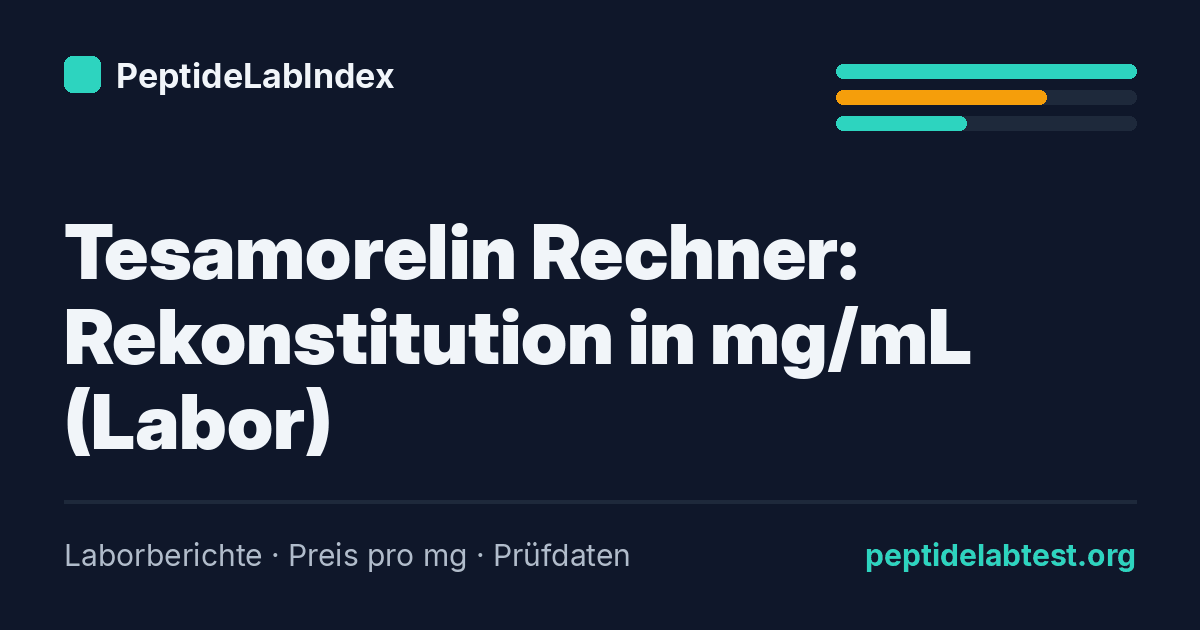 PeptideLabIndex
Tesamorelin Rechner:
Rekonstitution in mg/mL
(Labor)
Laborberichte · Preis pro mg · Prüfdaten
peptidelabtest.org